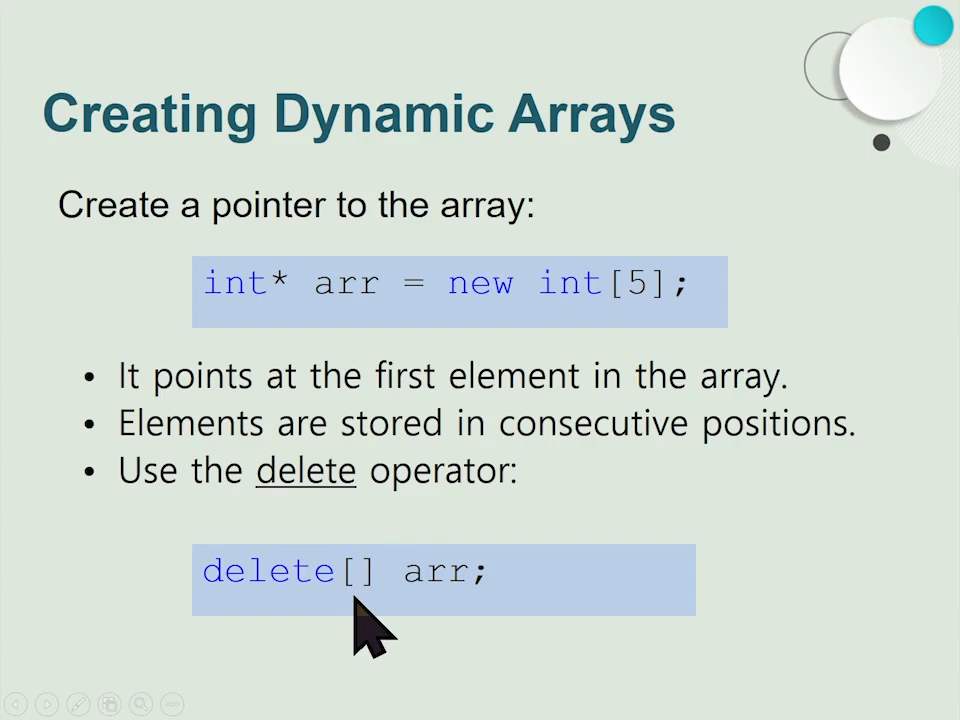 Creating Dynamic Arrays
Create a pointer to the array:
int* arr = new int[5];
• It points at the first element in the array.
• Elements are stored in consecutive positions.
• Use the delete operator:
delete[] arr;